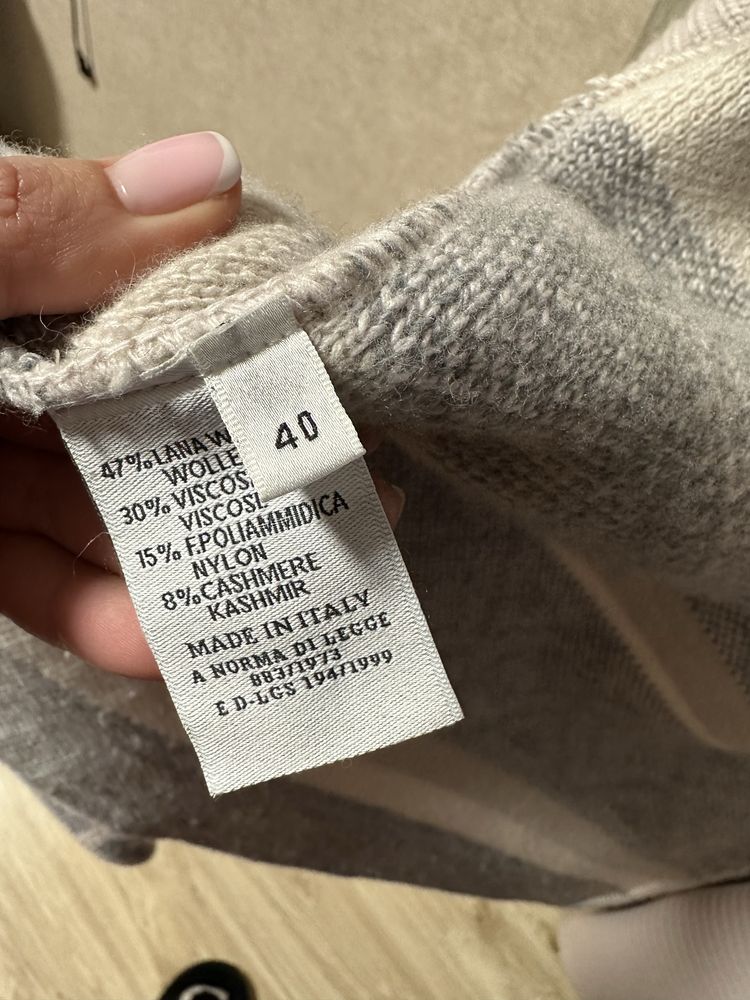 40
47% LANA W
WOLLE
30% VISCOS
VISCOSE
15% F.POLIAMMIDICA
NYLON
8% CASHMERE
KASHMIR
MADE IN ITALY
A NORMA DI LEGGE
883/1973
E D-LGS 194/1999